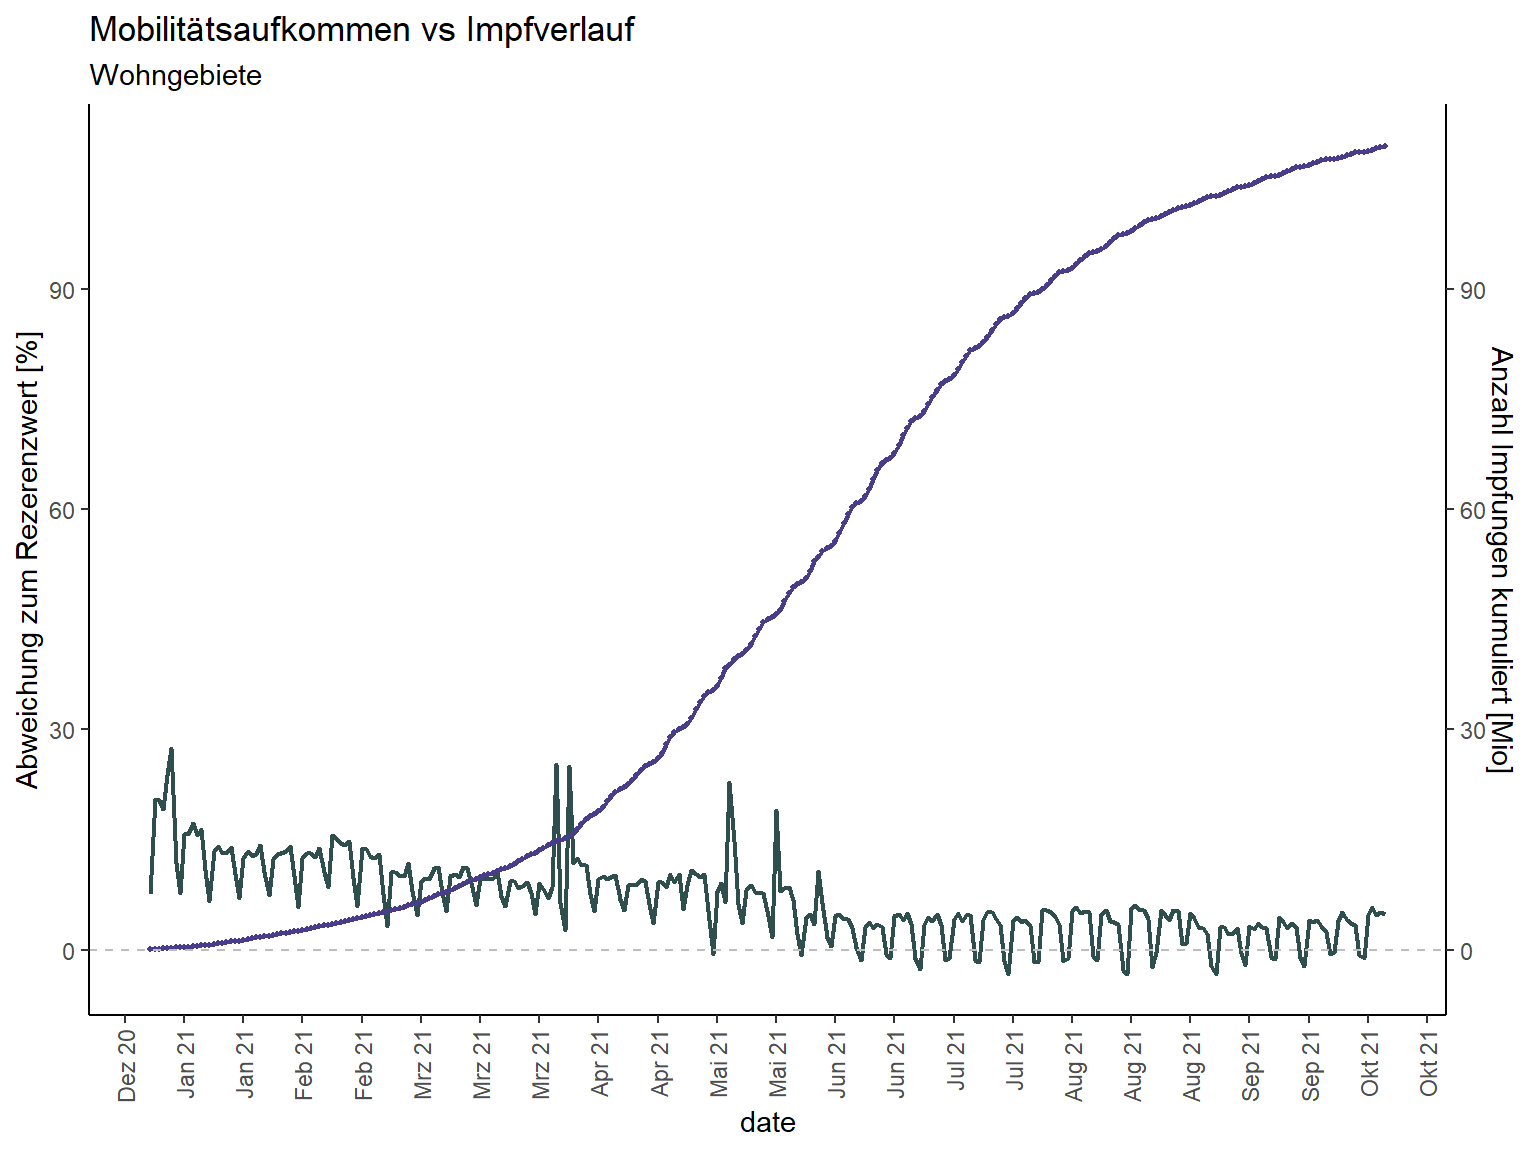 Mobilitätsaufkommen vs Impfverlauf
Wohngebiete
Abweichung zum Rezerenzwert [%]
90
60
30
0
90
60
30
0
Anzahl Impfungen kumuliert [Mio]
Dez 20
Jan 21
Jan 21
Feb 21
Feb 21
Mrz 21
Mrz 21
Mrz 21
Apr 21
Apr 21
Mai 21
Mai 21
Jun 21
Jun 21
Jul 21
Jul 21
Aug 21
Aug 21
Aug 21
Sep 21
Sep 21
Okt 21
Okt 21
date